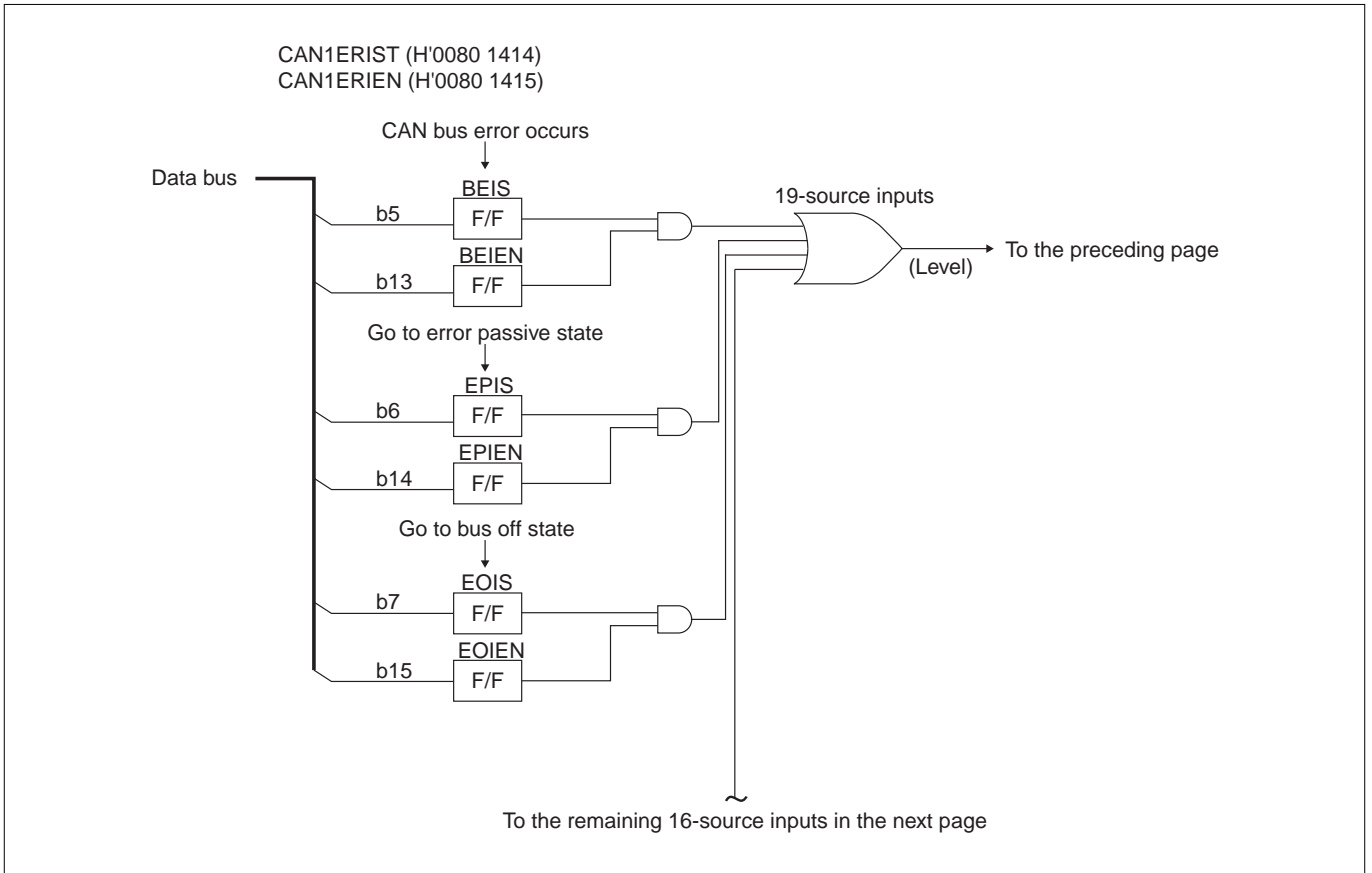 CAN1ERIST (H'0080 1414)
CAN1ERIEN (H'0080 1415)
CAN bus error occurs
Data bus
BEIS
19-source inputs
b5
F/F
To the preceding page
BEIEN
(Level)
b13
F/F
Go to error passive state
EPIS
b6
F/F
EPIEN
b14
F/F
Go to bus off state
EOIS
b7
F/F
EOIEN
b15
F/F
To the remaining 16-source inputs in the next page